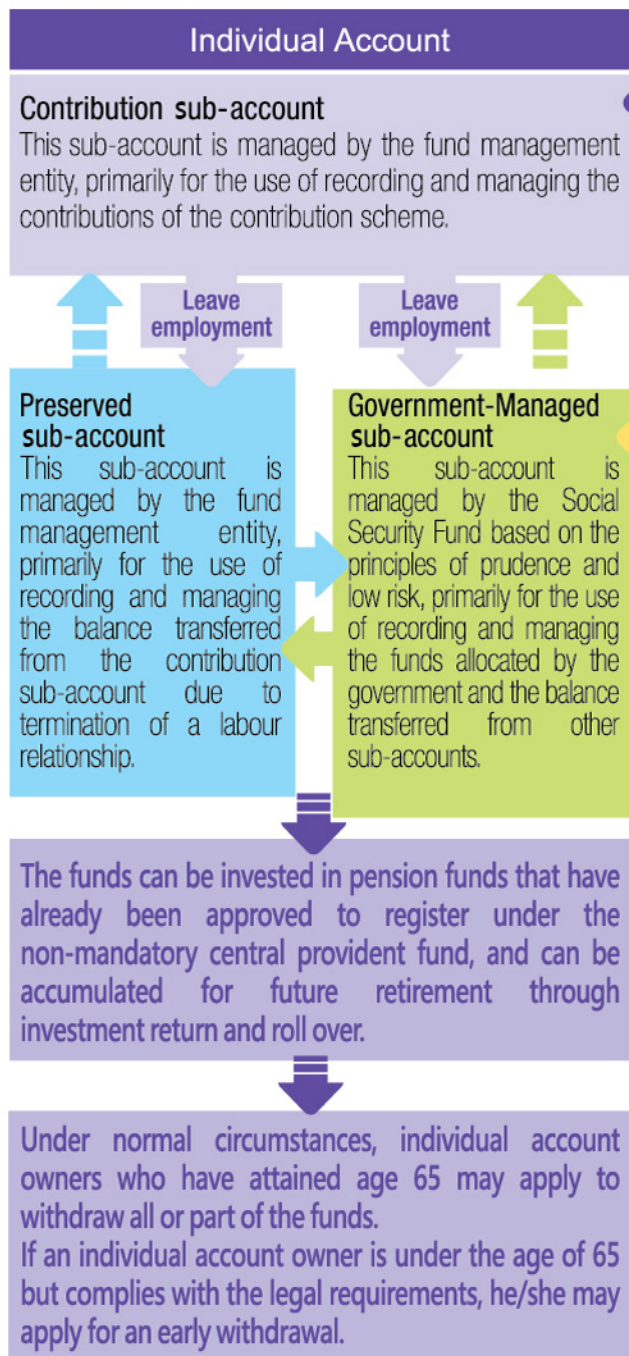 Individual Account
Contribution sub-account
This sub-account is managed by the fund management
entity, primarily for the use of recording and managing the
contributions of the contribution scheme.
Leave
employment
Leave
employment
Preserved
sub-account
This sub-account is
managed by the fund
management entity,
primarily for the use of
recording and managing
the balance transferred
from the contribution
sub-account due to
termination of a labour
relationship.
Government-Managed
sub-account
This sub-account is
managed by the Social
Security Fund based on the
principles of prudence and
low risk, primarily for the use
of recording and managing
the funds allocated by the
government and the balance
transferred from other
sub-accounts.
The funds can be invested in pension funds that have
already been approved to register under the
non-mandatory central provident fund, and can be
accumulated for future retirement through
investment return and roll over.
Under normal circumstances, individual account
owners who have attained age 65 may apply to
withdraw all or part of the funds.
If an individual account owner is under the age of 65
but complies with the legal requirements, he/she may
apply for an early withdrawal.